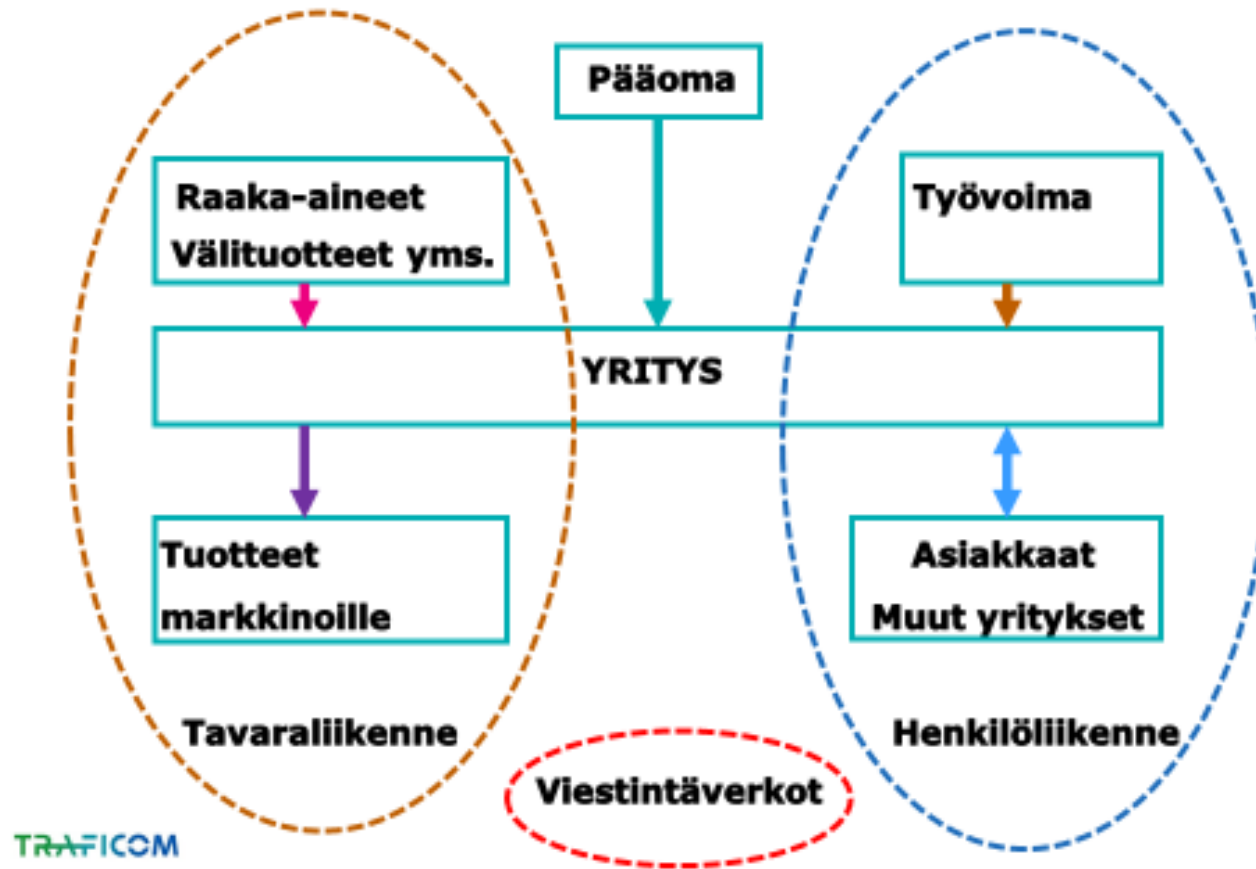 Pääoma
Raaka-aineet
Välituotteet yms.
Työvoima
YRITYS
Tuotteet
markkinoille
Asiakkaat
Muut yritykset
Tavaraliikenne
Henkilöliikenne
Viestintäverkot
TRAFICOM